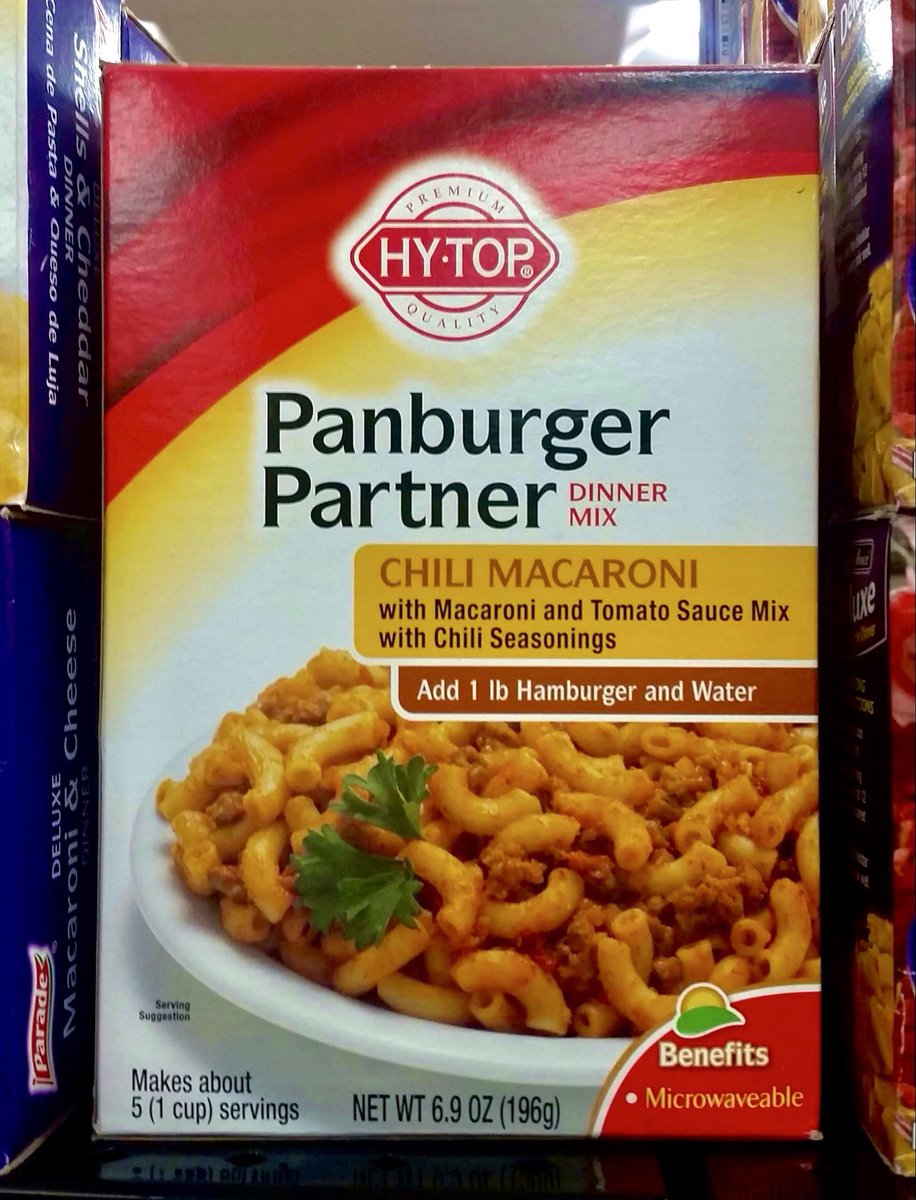 PREMIUM
HY·TOP®
QUALITY
Panburger
Partner
DINNER
MIX
CHILI MACARONI
with Macaroni and Tomato Sauce Mix
with Chili Seasonings
Add 1 lb Hamburger and Water
Serving
Suggestion
Makes about
5 (1 cup) servings
NET WT 6.9 OZ (196g)
Benefits
• Microwaveable
Shells & Cheddar
DINNER
Cena de Pasta & Queso de Luja
DELUXE
Macaroni & Cheese
DINNER
Parade®
uxe